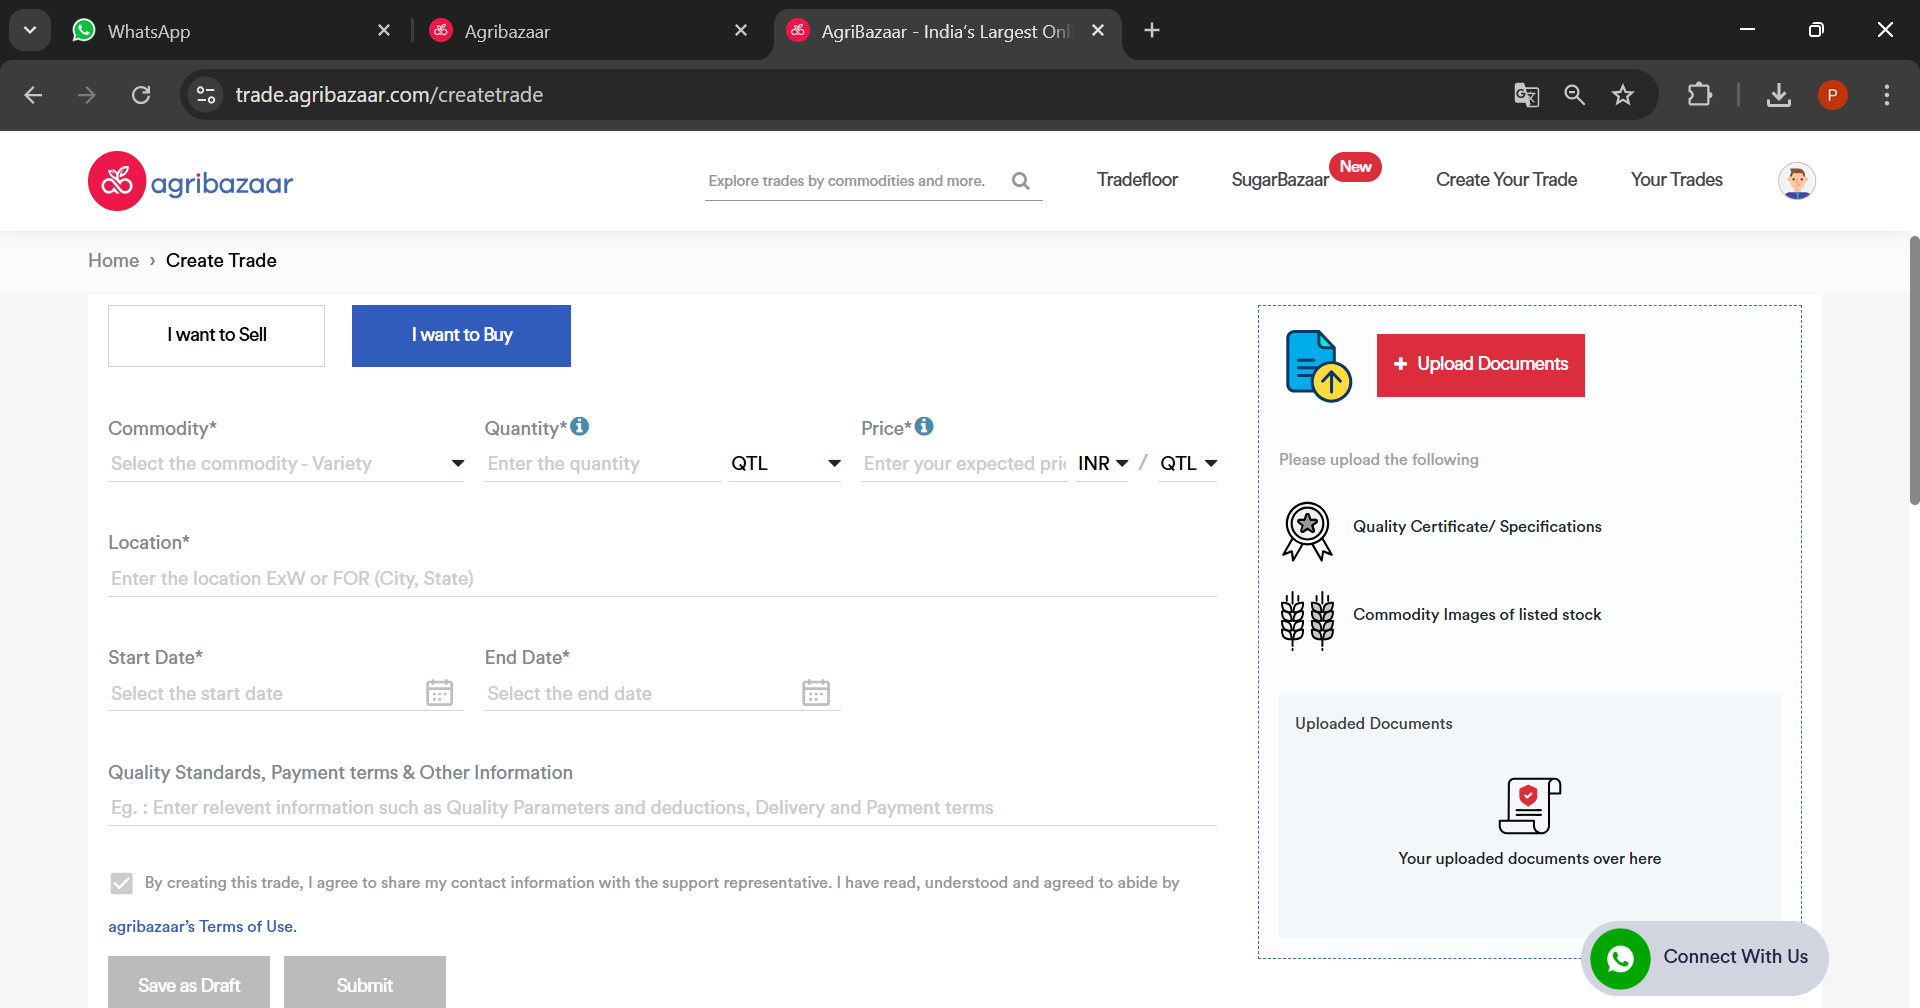 WhatsApp
Agribazaar
AgriBazaar - India's Largest Onl
trade.agribazaar.com/createtrade
P
agribazaar
Explore trades by commodities and more.
Tradefloor
SugarBazaar
New
Create Your Trade
Your Trades
Home › Create Trade
I want to Sell
I want to Buy
Commodity*
Select the commodity - Variety
Quantity*
Enter the quantity
QTL
Price*
Enter your expected pri
INR
/
QTL
Location*
Enter the location ExW or FOR (City, State)
Start Date*
Select the start date
End Date*
Select the end date
Quality Standards, Payment terms & Other Information
Eg. : Enter relevent information such as Quality Parameters and deductions, Delivery and Payment terms
By creating this trade, I agree to share my contact information with the support representative. I have read, understood and agreed to abide by
agribazaar's Terms of Use.
Save as Draft
Submit
+ Upload Documents
Please upload the following
Quality Certificate/ Specifications
Commodity Images of listed stock
Uploaded Documents
Your uploaded documents over here
Connect With Us